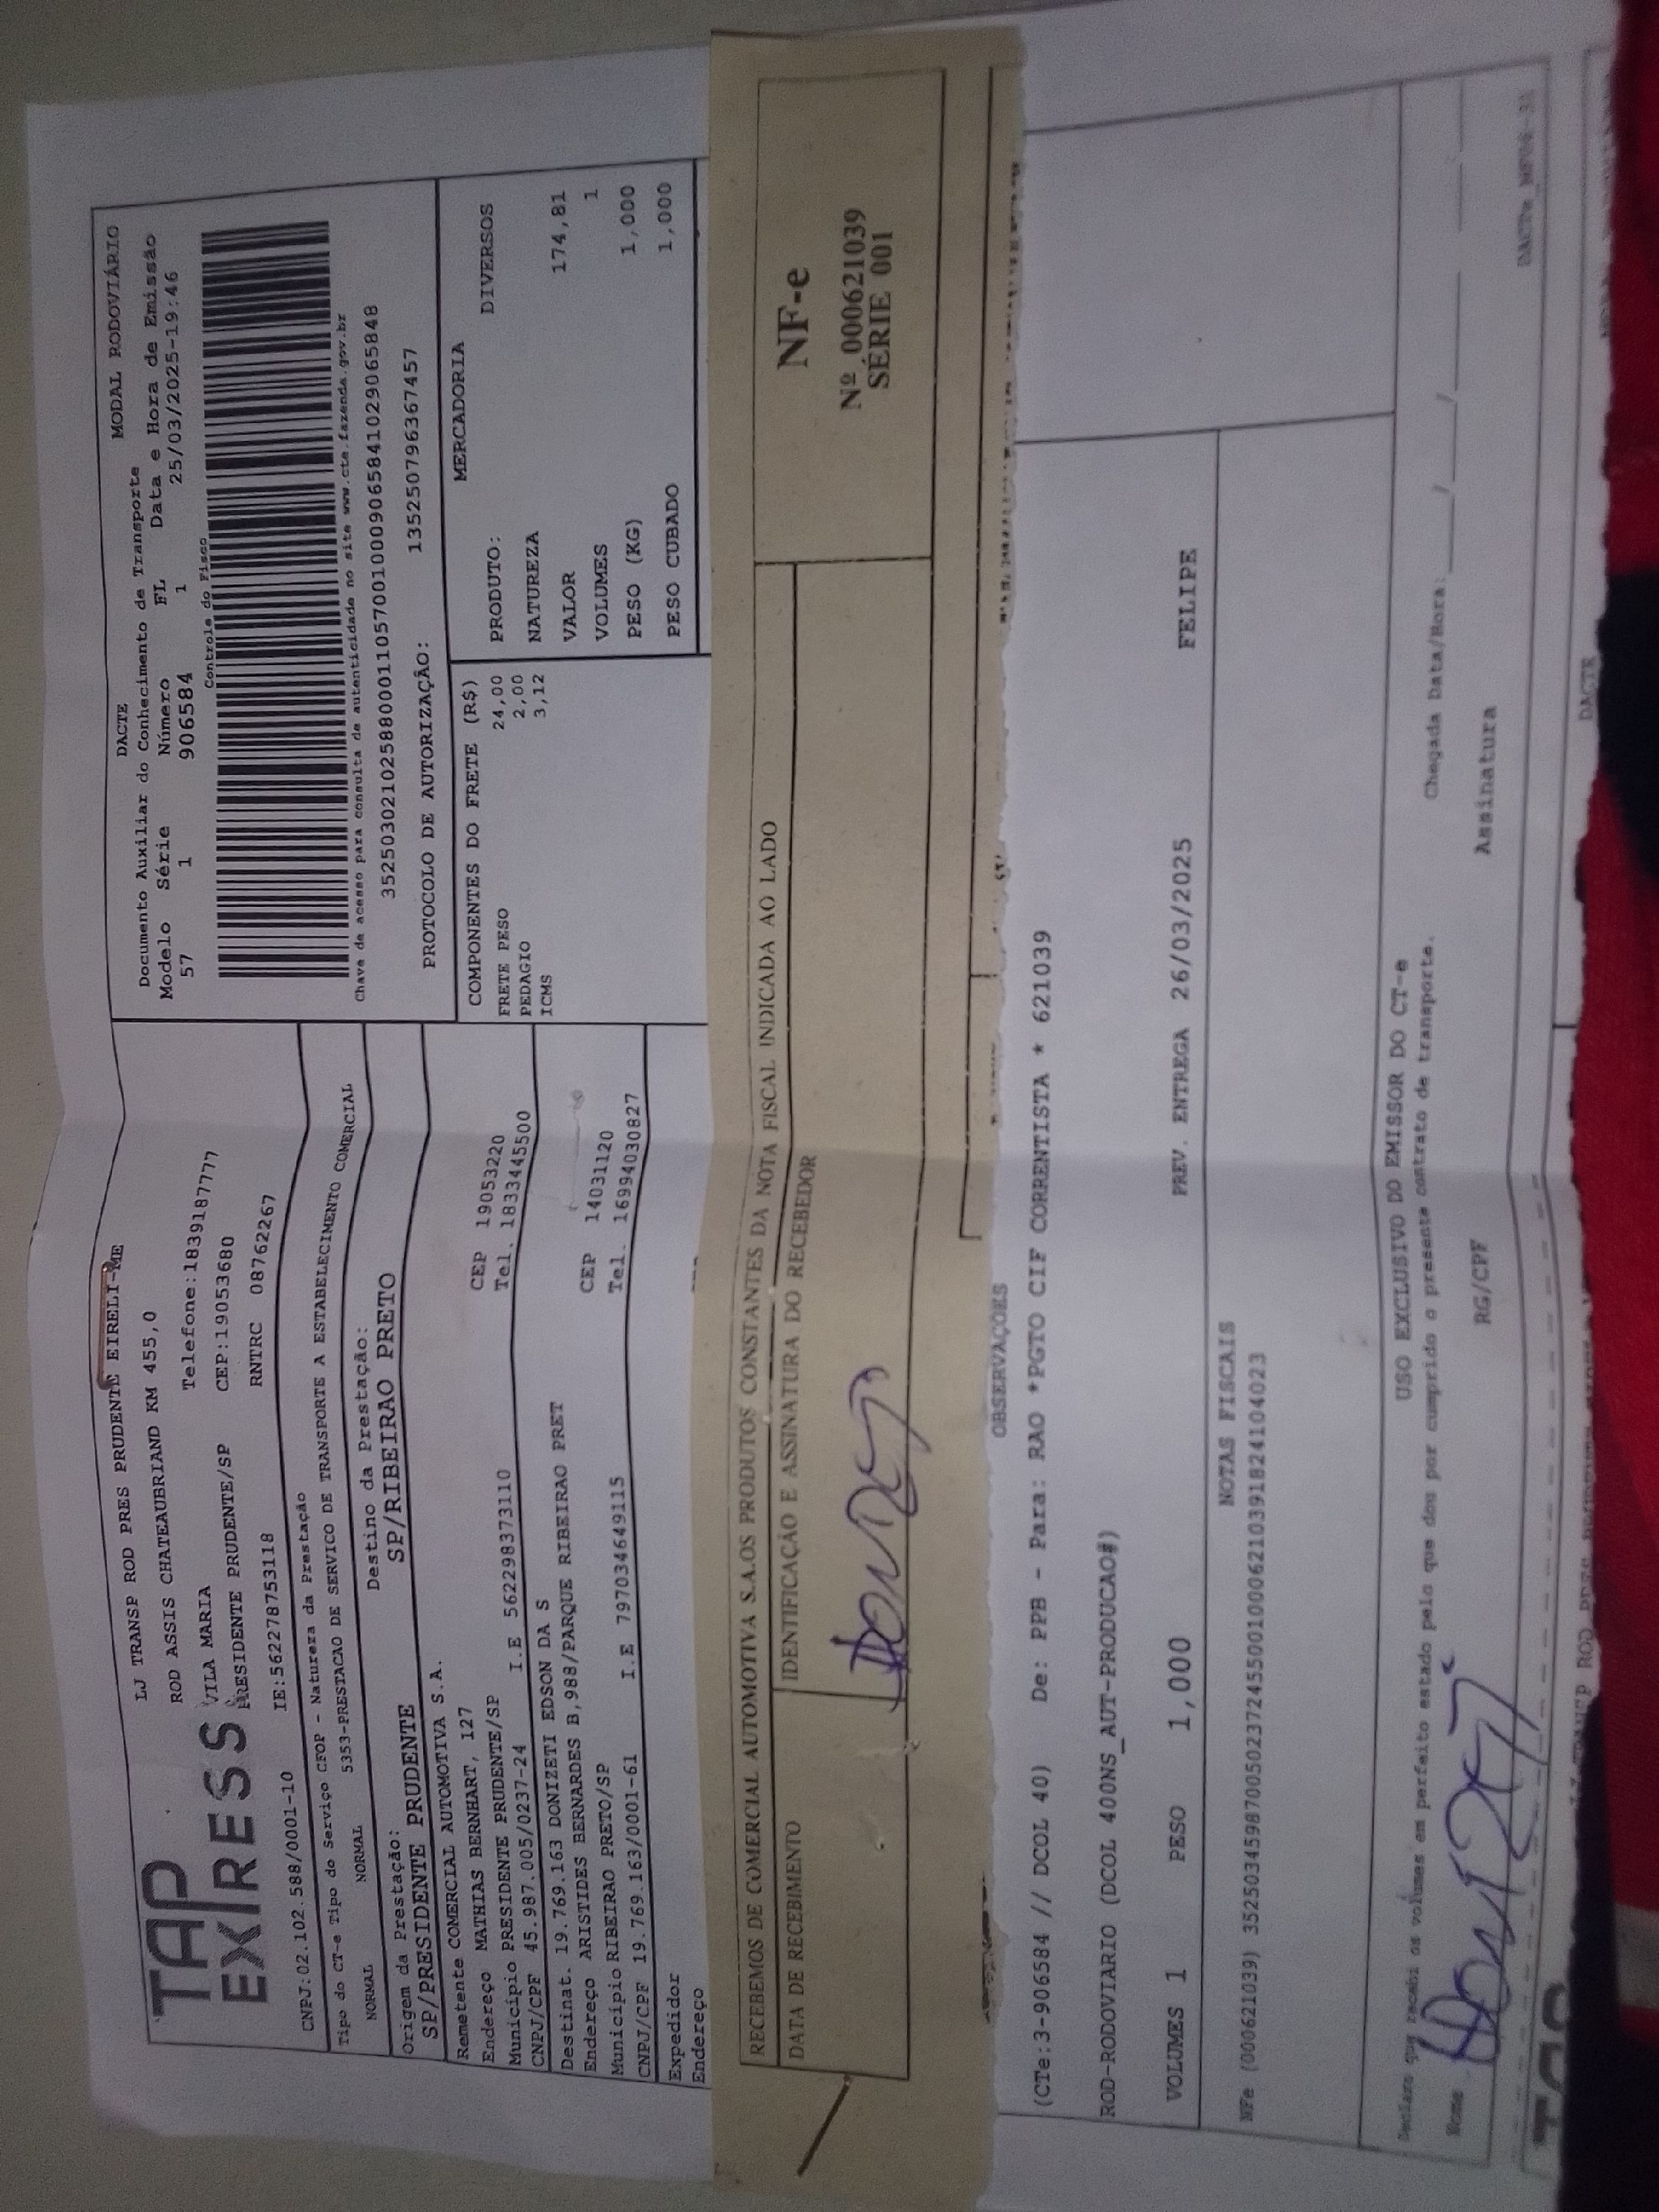 TAP
EXPRESS
LJ TRANSP ROD PRES PRUDENTE EIRELI-ME
ROD ASSIS CHATEAUBRIAND KM 455,0
Telefone:1839187777
VILA MARIA
CEP:19053680
PRESIDENTE PRUDENTE/SP
RNTRC 08762267
IE:562278753118
CNPJ:02.102.588/0001-10
Tipo do CT-e Tipo do Serviço CFOP - Natureza da Prestação
NORMAL NORMAL 5353-PRESTACAO DE SERVICO DE TRANSPORTE A ESTABELECIMENTO COMERCIAL
Origem da Prestação: Destino da Prestação:
SP/PRESIDENTE PRUDENTE SP/RIBEIRAO PRETO
Remetente COMERCIAL AUTOMOTIVA S.A.
Endereço MATHIAS BERNHART, 127 CEP 19053220
Município PRESIDENTE PRUDENTE/SP Tel. 1833445500
CNPJ/CPF 45.987.005/0237-24 I.E 562298373110
Destinat. 19.769.163 DONIZETI EDSON DA S
Endereço ARISTIDES BERNARDES B,988/PARQUE RIBEIRAO PRET CEP 14031120
Município RIBEIRAO PRETO/SP Tel. 16994030827
CNPJ/CPF 19.769.163/0001-61 I.E 797034649115
Expedidor
Endereço
DACTE MODAL RODOVIÁRIO
Documento Auxiliar do Conhecimento de Transporte
Modelo Série Número FL Data e Hora de Emissão
57 1 906584 1 25/03/2025-19:46
Controle do Fisco
Chave de acesso para consulta de autenticidade no site www.cte.fazenda.gov.br
35250302102588000110570010009065841029065848
PROTOCOLO DE AUTORIZAÇÃO: 135250796367457
COMPONENTES DO FRETE (R$)
FRETE PESO 24,00
PEDAGIO 2,00
ICMS 3,12
MERCADORIA
PRODUTO: DIVERSOS
NATUREZA
VALOR 174,81
VOLUMES 1
PESO (KG) 1,000
PESO CUBADO 1,000
RECEBEMOS DE COMERCIAL AUTOMOTIVA S.A.OS PRODUTOS CONSTANTES DA NOTA FISCAL INDICADA AO LADO
DATA DE RECEBIMENTO IDENTIFICAÇÃO E ASSINATURA DO RECEBEDOR
NF-e
Nº 000621039
SÉRIE 001
OBSERVAÇÕES
(CTe:3-906584 // DCOL 40) De: PPB - Para: RAO *PGTO CIF CORRENTISTA * 621039
ROD-RODOVIARIO (DCOL 400NS_AUT-PRODUCAO#)
VOLUMES 1 PESO 1,000 PREV. ENTREGA 26/03/2025 FELIPE
NOTAS FISCAIS
NFe (000621039) 35250345987005023724550010006210391824104023
USO EXCLUSIVO DO EMISSOR DO CT-e
Declaro que recebi os volumes em perfeito estado pelo que dou por cumprido o presente contrato de transporte.
Chegada Data/Hora: ____/____/____
Nome RG/CPF Assinatura
DACTE